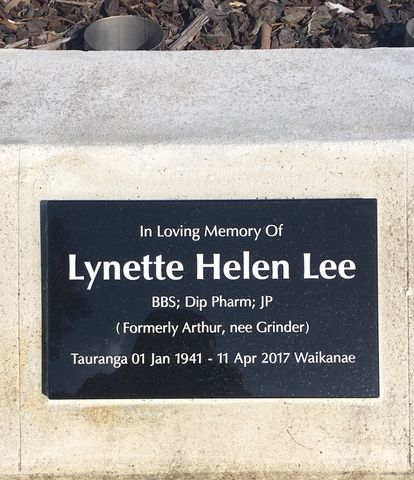 In Loving Memory Of
Lynette Helen Lee
BBS; Dip Pharm; JP
(Formerly Arthur, nee Grinder)
Tauranga 01 Jan 1941 - 11 Apr 2017 Waikanae